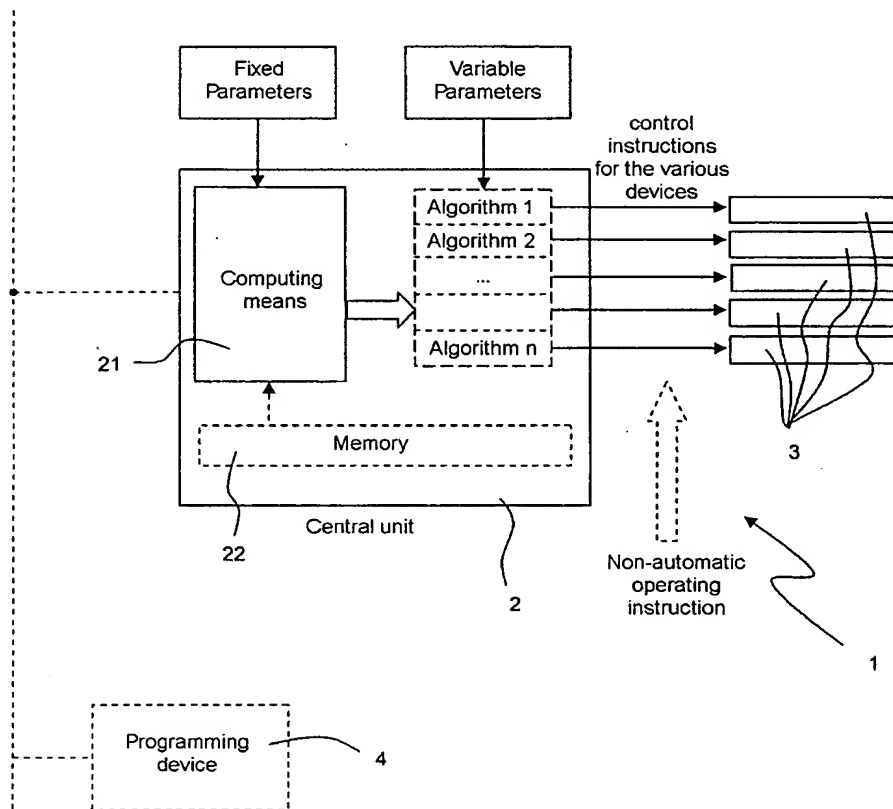 Fixed
Parameters
Variable
Parameters
control
instructions
for the various
devices
Algorithm 1
Algorithm 2
...
Algorithm n
Computing
means
21
Memory
22
Central unit
2
3
Non-automatic
operating
instruction
1
Programming
device
4